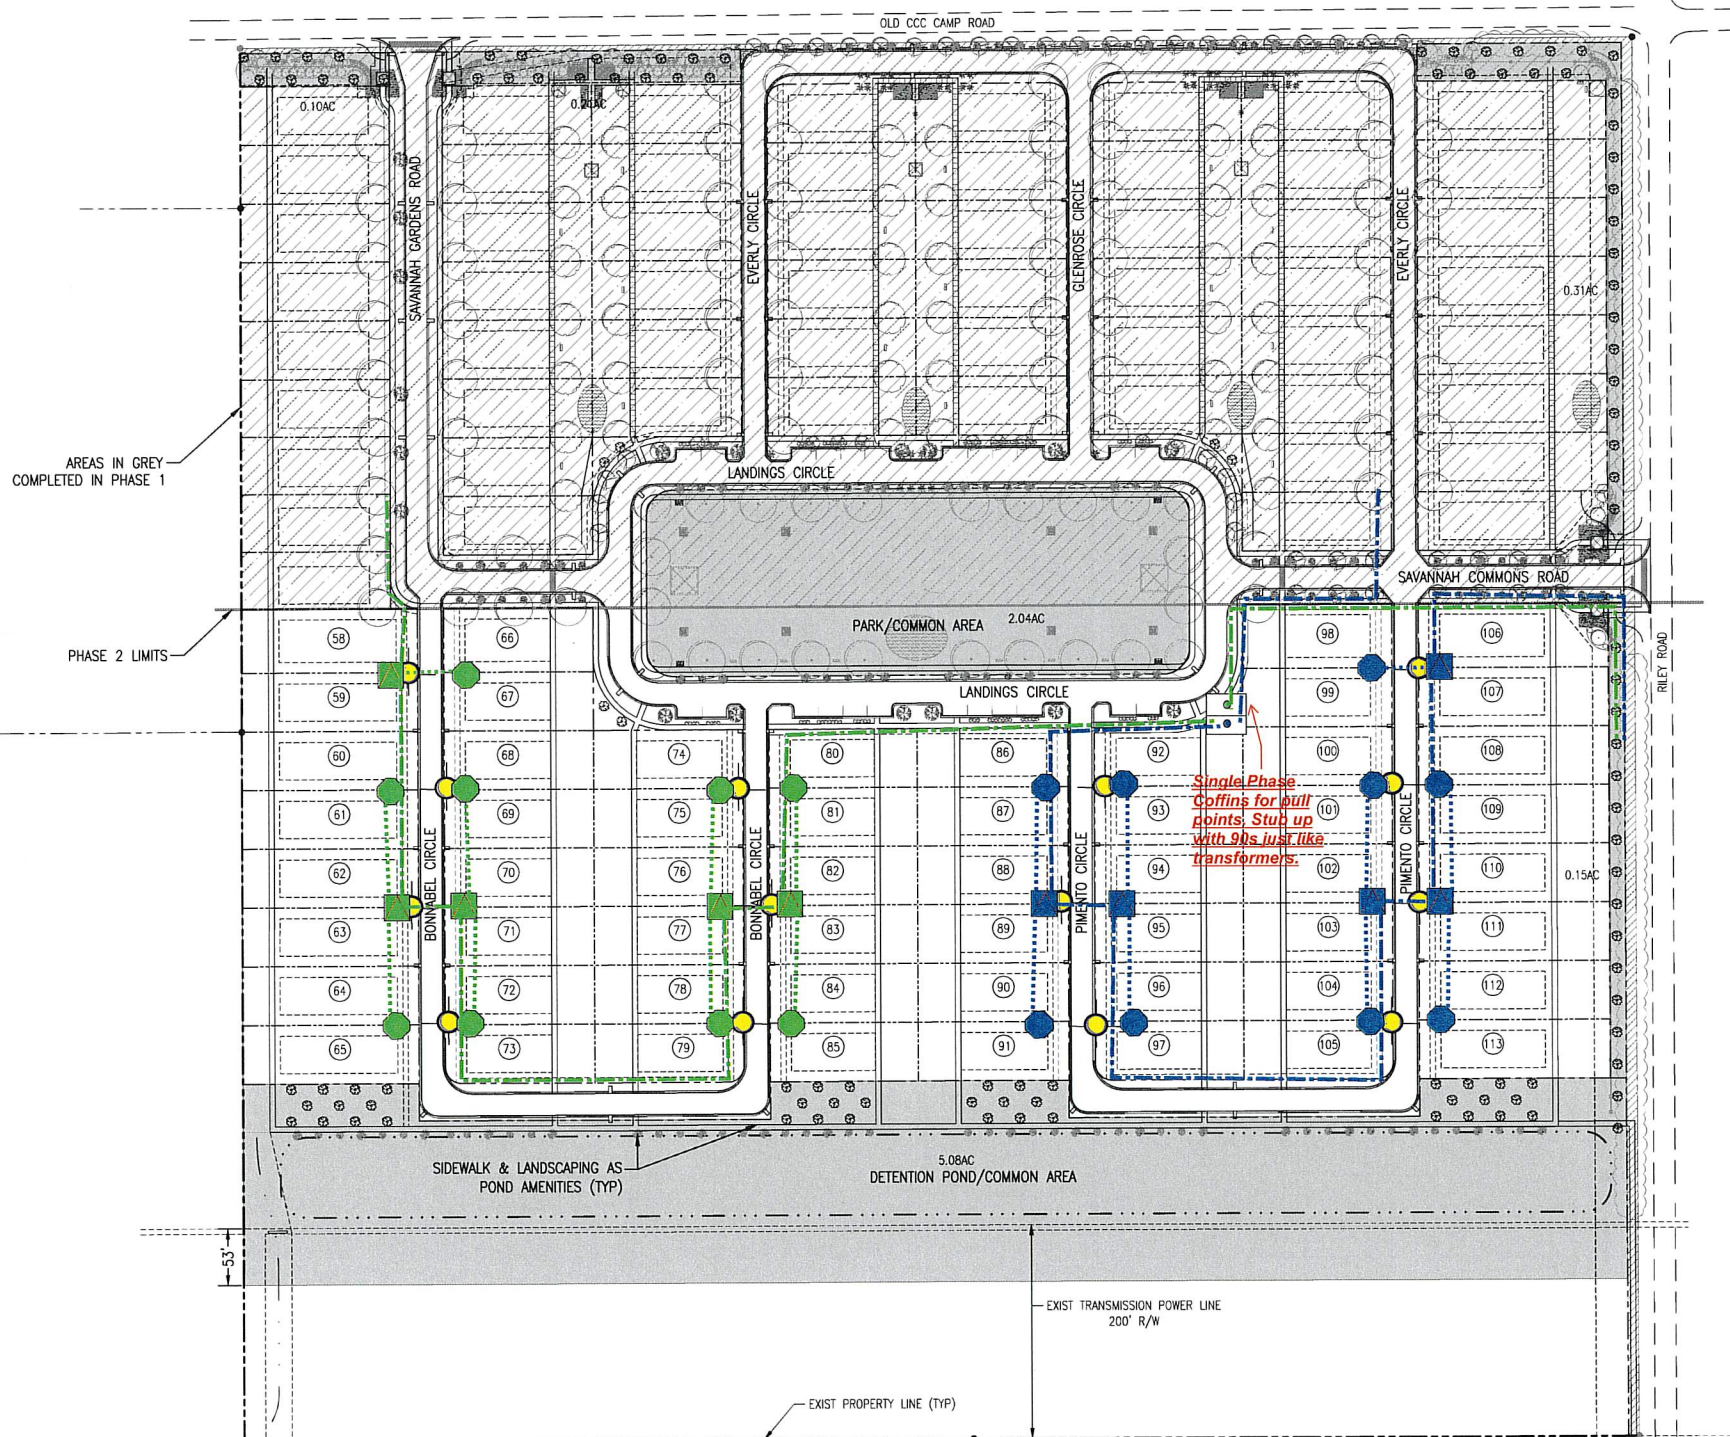 OLD CCC CAMP ROAD
0.10AC
0.24AC
SAVANNAH GARDENS ROAD
EVERLY CIRCLE
GLENROSE CIRCLE
EVERLY CIRCLE
0.31AC
AREAS IN GREY
COMPLETED IN PHASE 1
LANDINGS CIRCLE
SAVANNAH COMMONS ROAD
PHASE 2 LIMITS
PARK/COMMON AREA
2.04AC
LANDINGS CIRCLE
RILEY ROAD
58
59
60
61
62
63
64
65
66
67
68
69
70
71
72
73
74
75
76
77
78
79
80
81
82
83
84
85
86
87
88
89
90
91
92
93
94
95
96
97
98
99
100
101
102
103
104
105
106
107
108
109
110
111
112
113
Single Phase
Coffins for pull
points. Stub up
with 90s just like
transformers.
BONNABEL CIRCLE
BONNABEL CIRCLE
PIMENTO CIRCLE
PIMENTO CIRCLE
0.15AC
SIDEWALK & LANDSCAPING AS
POND AMENITIES (TYP)
5.08AC
DETENTION POND/COMMON AREA
53'
EXIST TRANSMISSION POWER LINE
200' R/W
EXIST PROPERTY LINE (TYP)